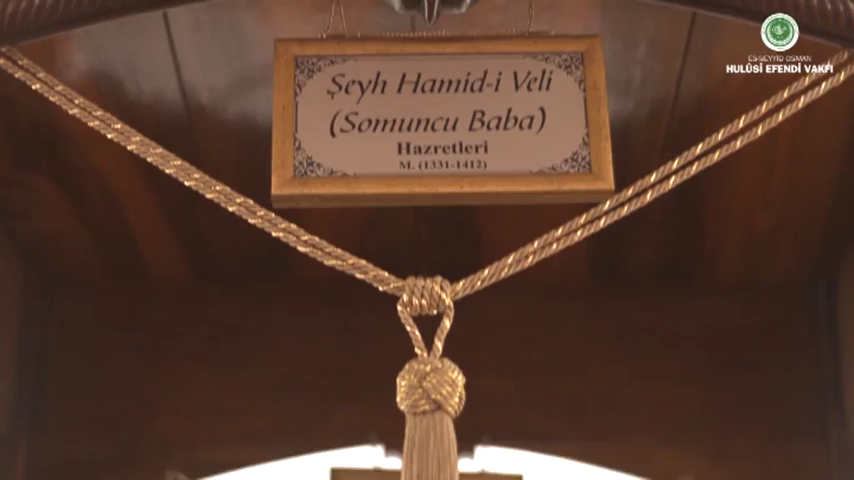 ES-SEYYİD OSMAN
HULÛSİ EFENDİ VAKFI
Şeyh Hamid-i Veli
(Somuncu Baba)
Hazretleri
M. (1331-1412)